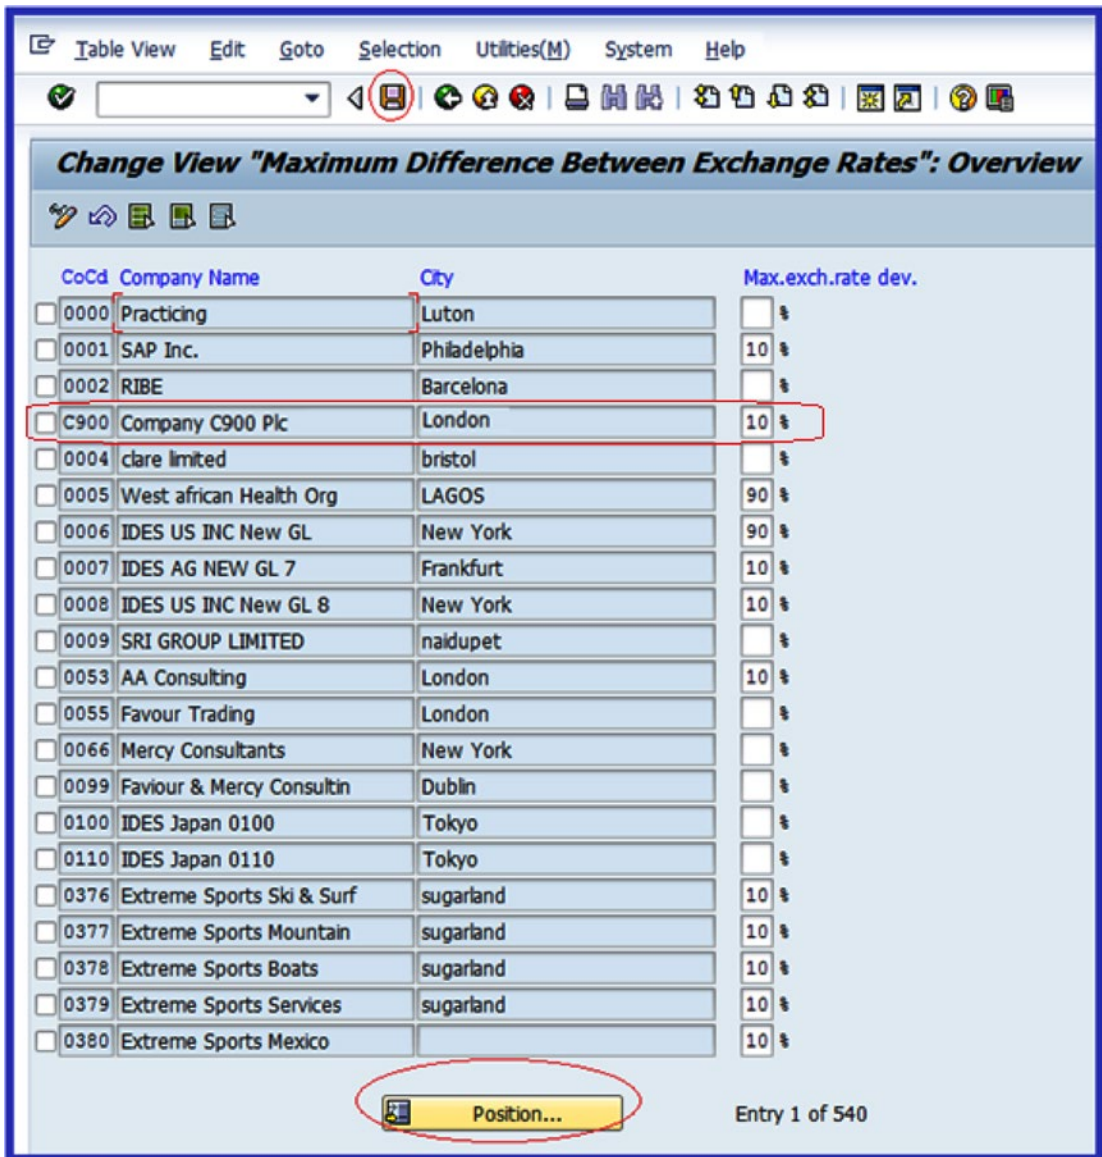 Table View Edit Goto Selection Utilities(M) System Help
Change View "Maximum Difference Between Exchange Rates": Overview
CoCd Company Name City Max.exch.rate dev.
0000 Practicing Luton %
0001 SAP Inc. Philadelphia 10 %
0002 RIBE Barcelona %
C900 Company C900 Plc London 10 %
0004 clare limited bristol %
0005 West african Health Org LAGOS 90 %
0006 IDES US INC New GL New York 90 %
0007 IDES AG NEW GL 7 Frankfurt 10 %
0008 IDES US INC New GL 8 New York 10 %
0009 SRI GROUP LIMITED naidupet %
0053 AA Consulting London 10 %
0055 Favour Trading London %
0066 Mercy Consultants New York %
0099 Faviour & Mercy Consultin Dublin %
0100 IDES Japan 0100 Tokyo %
0110 IDES Japan 0110 Tokyo %
0376 Extreme Sports Ski & Surf sugarland 10 %
0377 Extreme Sports Mountain sugarland 10 %
0378 Extreme Sports Boats sugarland 10 %
0379 Extreme Sports Services sugarland 10 %
0380 Extreme Sports Mexico 10 %
Position... Entry 1 of 540